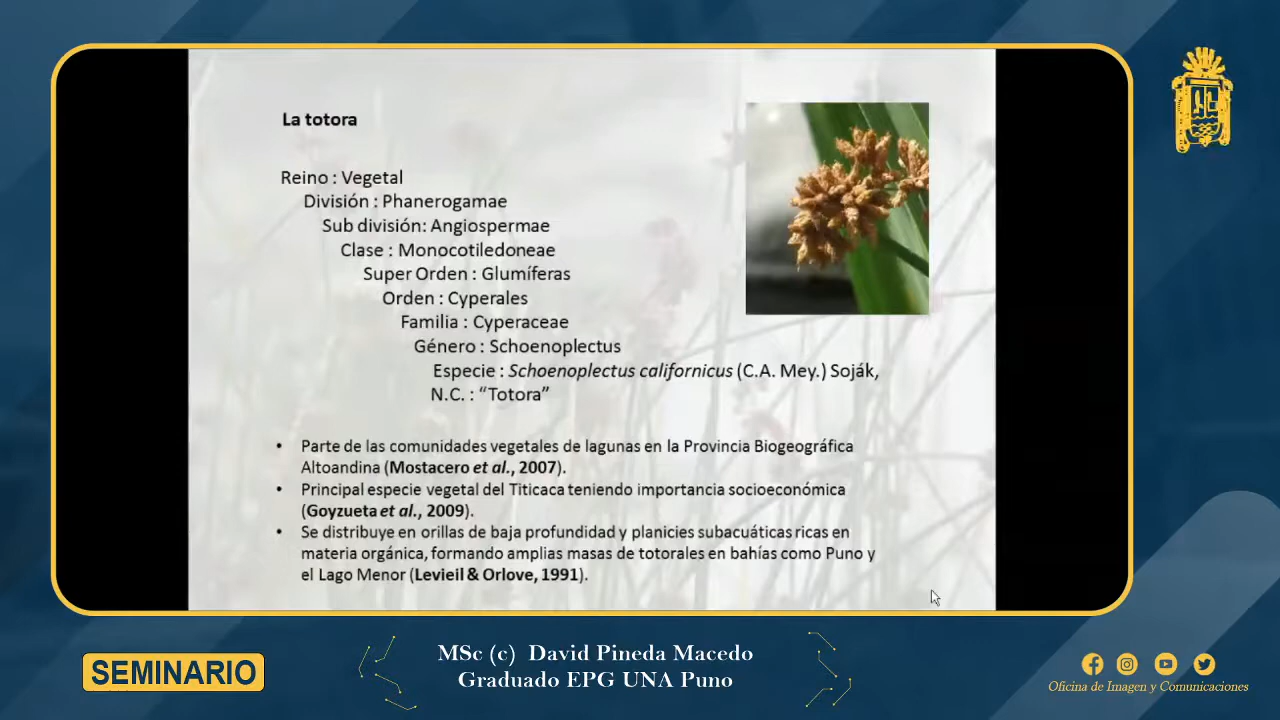 La totora
Reino : Vegetal
División : Phanerogamae
Sub división: Angiospermae
Clase : Monocotiledoneae
Super Orden : Glumíferas
Orden : Cyperales
Familia : Cyperaceae
Género : Schoenoplectus
Especie : Schoenoplectus californicus (C.A. Mey.) Soják,
N.C. : “Totora”
• Parte de las comunidades vegetales de lagunas en la Provincia Biogeográfica
Altoandina (Mostacero et al., 2007).
• Principal especie vegetal del Titicaca teniendo importancia socioeconómica
(Goyzueta et al., 2009).
• Se distribuye en orillas de baja profundidad y planicies subacuáticas ricas en
materia orgánica, formando amplias masas de totorales en bahías como Puno y
el Lago Menor (Levieil & Orlove, 1991).
SEMINARIO
MSc (c) David Pineda Macedo
Graduado EPG UNA Puno
Oficina de Imagen y Comunicaciones